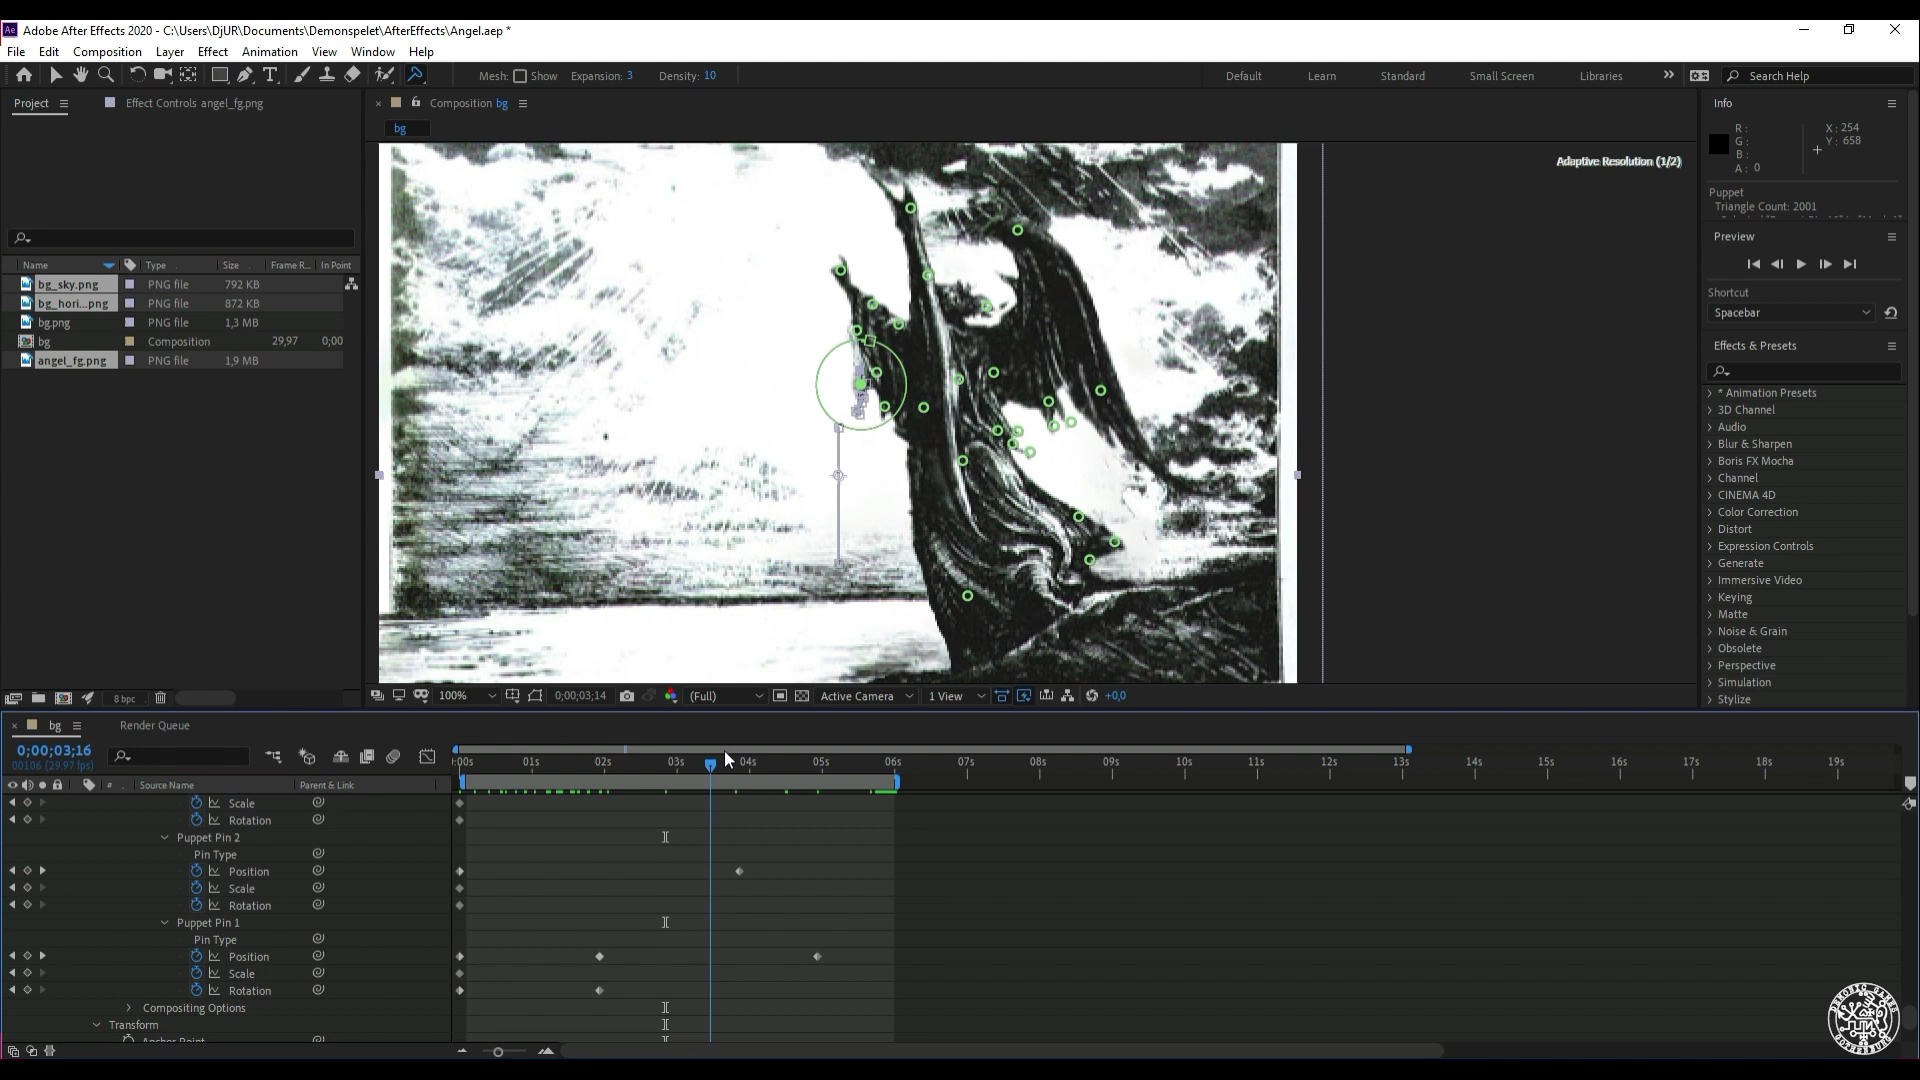 Adobe After Effects 2020 - C:\Users\DjUR\Documents\Demonspelet\AfterEffects\Angel.aep *
File Edit Composition Layer Effect Animation View Window Help
Mesh: Show Expansion: 3 Density: 10
Default Learn Standard Small Screen Libraries Search Help
Project Effect Controls angel_fg.png
Composition bg
bg
Adaptive Resolution (1/2)
Name Type Size Frame R... In Point
bg_sky.png PNG file 792 KB
bg_hori...png PNG file 872 KB
bg.png PNG file 1,3 MB
bg Composition 29,97 0;00
angel_fg.png PNG file 1,9 MB
8 bpc
100% 0;00;03;14 (Full) Active Camera 1 View +0,0
Info
R: X: 254
G: Y: 658
B:
A: 0
Puppet
Triangle Count: 2001
Preview
Shortcut
Spacebar
Effects & Presets
* Animation Presets
3D Channel
Audio
Blur & Sharpen
Boris FX Mocha
Channel
CINEMA 4D
Color Correction
Distort
Expression Controls
Generate
Immersive Video
Keying
Matte
Noise & Grain
Obsolete
Perspective
Simulation
Stylize
bg Render Queue
0;00;03;16
00106 (29.97 fps)
:00s 01s 02s 03s 04s 05s 06s 07s 08s 09s 10s 11s 12s 13s 14s 15s 16s 17s 18s 19s
# Source Name Parent & Link
Scale
Rotation
Puppet Pin 2
Pin Type
Position
Scale
Rotation
Puppet Pin 1
Pin Type
Position
Scale
Rotation
Compositing Options
Transform
Anchor Point
DEMONIC GAMES
GOTHENBURG